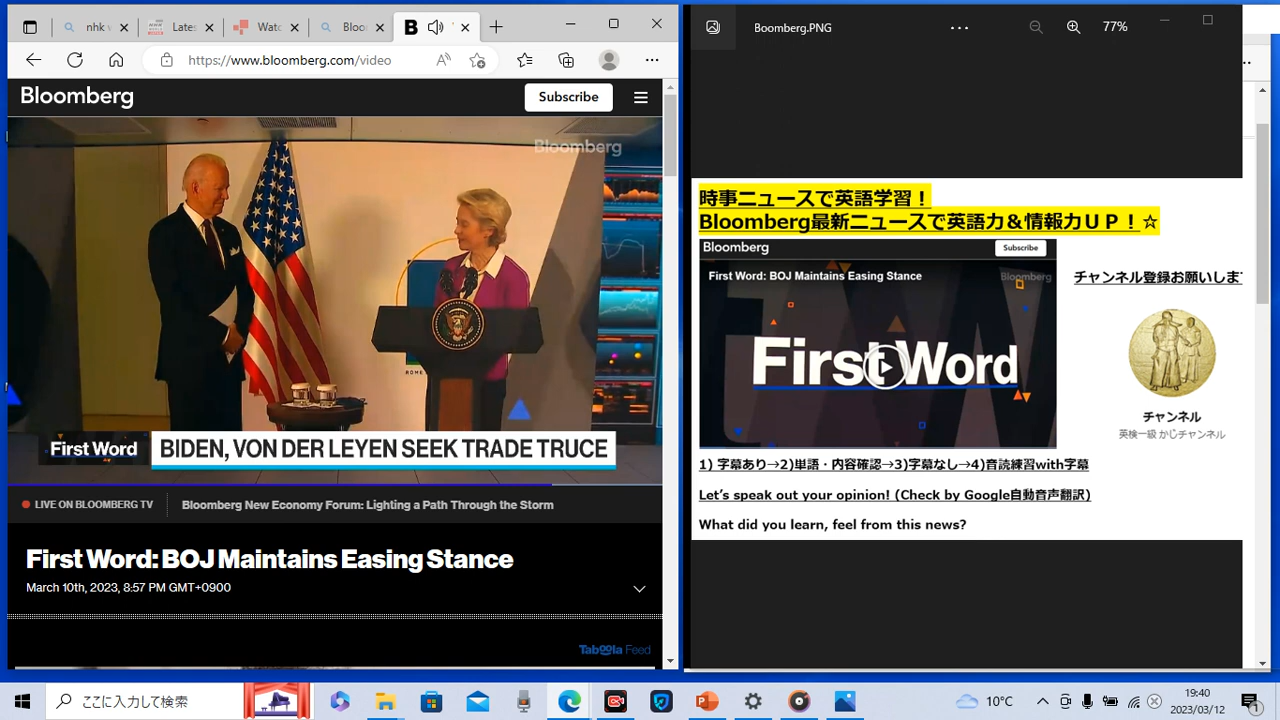 nhk v
Lates
Watc
Bloo
B
https://www.bloomberg.com/video
Bloomberg
Subscribe
Bloomberg
ROME
First Word
BIDEN, VON DER LEYEN SEEK TRADE TRUCE
LIVE ON BLOOMBERG TV
Bloomberg New Economy Forum: Lighting a Path Through the Storm
First Word: BOJ Maintains Easing Stance
March 10th, 2023, 8:57 PM GMT+0900
Taboola Feed
Boomberg.PNG
77%
時事ニュースで英語学習！
Bloomberg最新ニュースで英語力＆情報力ＵＰ！☆
Bloomberg
Subscribe
First Word: BOJ Maintains Easing Stance
Bloomberg
First Word
チャンネル登録お願いしま
チャンネル
英検一級 かじチャンネル
1) 字幕あり→2)単語・内容確認→3)字幕なし→4)音読練習with字幕
Let's speak out your opinion! (Check by Google自動音声翻訳)
What did you learn, feel from this news?
ここに入力して検索
10°C
19:40
2023/03/12
1